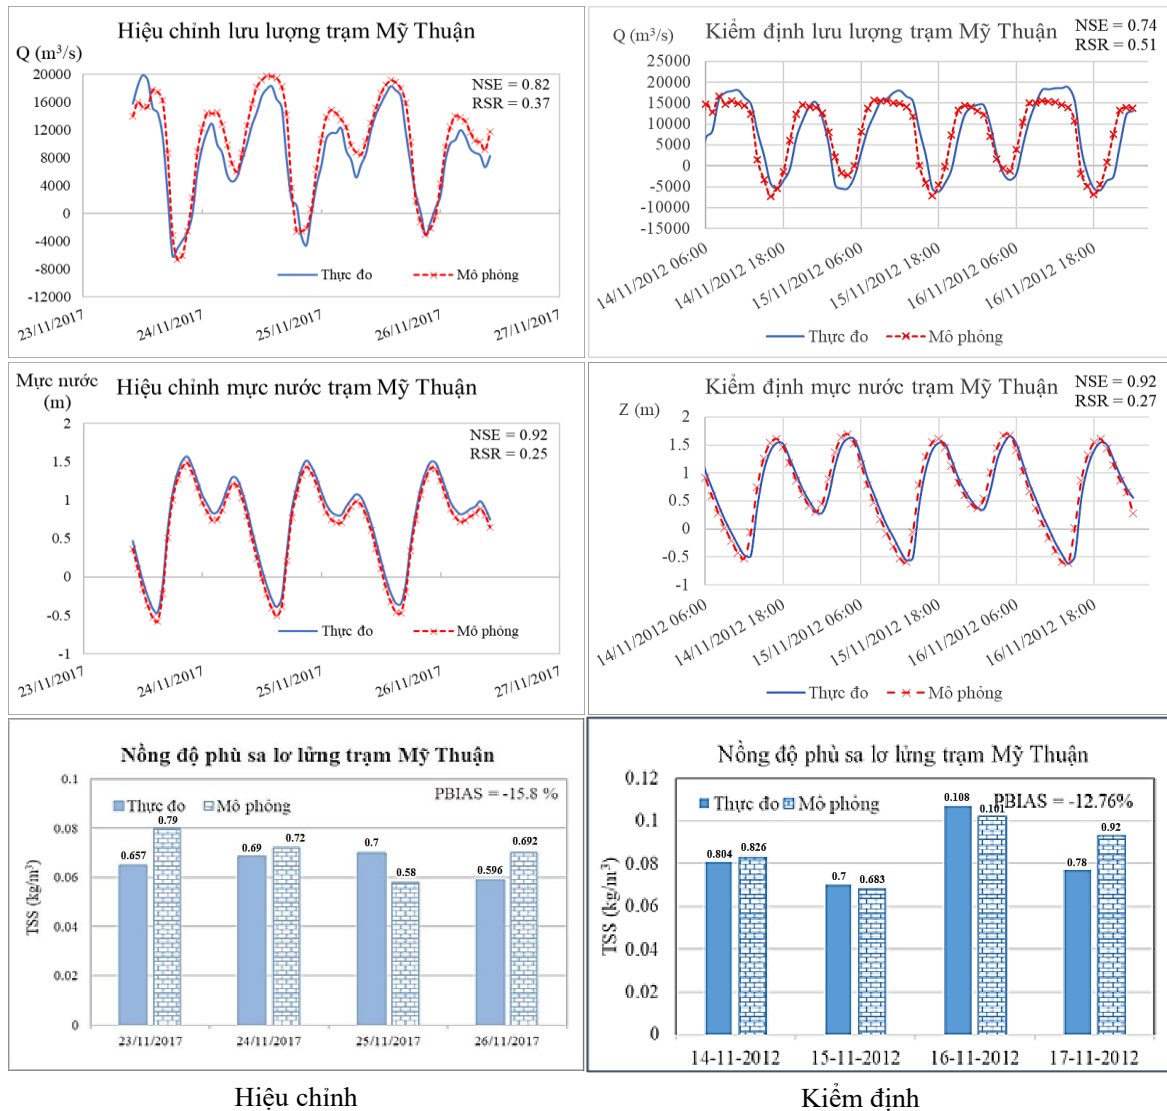 Hiệu chỉnh lưu lượng trạm Mỹ Thuận
Q (m³/s)
NSE = 0.82
RSR = 0.37
20000
16000
12000
8000
4000
0
-4000
-8000
-12000
Thực đo
Mô phỏng
23/11/2017
24/11/2017
25/11/2017
26/11/2017
27/11/2017
Kiểm định lưu lượng trạm Mỹ Thuận
Q (m³/s)
NSE = 0.74
RSR = 0.51
25000
20000
15000
10000
5000
0
-5000
-10000
-15000
14/11/2012 06:00
14/11/2012 18:00
15/11/2012 06:00
15/11/2012 18:00
16/11/2012 06:00
16/11/2012 18:00
Thực đo
Mô phỏng
Mực nước
(m)
Hiệu chỉnh mực nước trạm Mỹ Thuận
NSE = 0.92
RSR = 0.25
2
1.5
1
0.5
0
-0.5
-1
Thực đo
Mô phỏng
23/11/2017
24/11/2017
25/11/2017
26/11/2017
27/11/2017
Kiểm định mực nước trạm Mỹ Thuận
Z (m)
NSE = 0.92
RSR = 0.27
2
1.5
1
0.5
0
-0.5
-1
14/11/2012 06:00
14/11/2012 18:00
15/11/2012 06:00
15/11/2012 18:00
16/11/2012 06:00
16/11/2012 18:00
Thực đo
Mô phỏng
Nồng độ phù sa lơ lửng trạm Mỹ Thuận
PBIAS = -15.8 %
Thực đo
Mô phỏng
TSS (kg/m³)
0.1
0.08
0.06
0.04
0.02
0
0.657
0.79
0.69
0.72
0.7
0.58
0.596
0.692
23/11/2017
24/11/2017
25/11/2017
26/11/2017
Nồng độ phù sa lơ lửng trạm Mỹ Thuận
PBIAS = -12.76%
Thực đo
Mô phỏng
TSS (kg/m³)
0.12
0.1
0.08
0.06
0.04
0.02
0
0.804
0.826
0.7
0.683
0.108
0.101
0.78
0.92
14-11-2012
15-11-2012
16-11-2012
17-11-2012
Hiệu chỉnh
Kiểm định